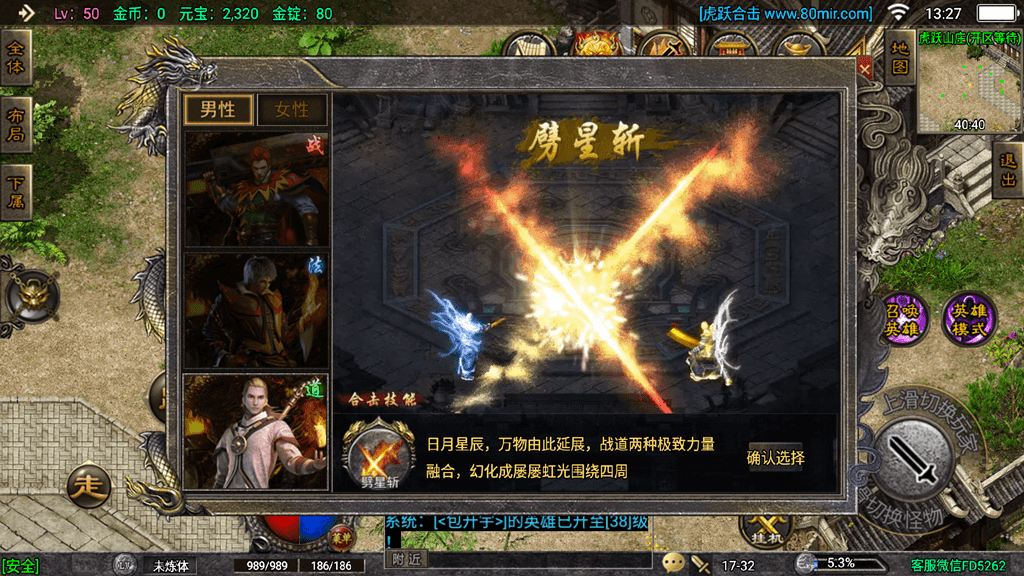 Lv: 50 金币: 0 元宝: 2,320 金锭: 80
[虎跃合击 www.80mir.com]
13:27
全体
布局
下属
地图
虎跃山庄(开区等待)
40:40
退出
男性
女性
战
法
道
劈星斩
合击技能
劈星斩
日月星辰，万物由此延展，战道两种极致力量
融合，幻化成屡屡虹光围绕四周
确认选择
召唤英雄
英雄模式
上滑切换玩家
切换怪物
走
菜单
挂机
系统: [<包开宇>]的英雄已升至[38]级
附近
[安全]
未炼体
989/989
186/186
17-32
5.3%
客服微信FD5262